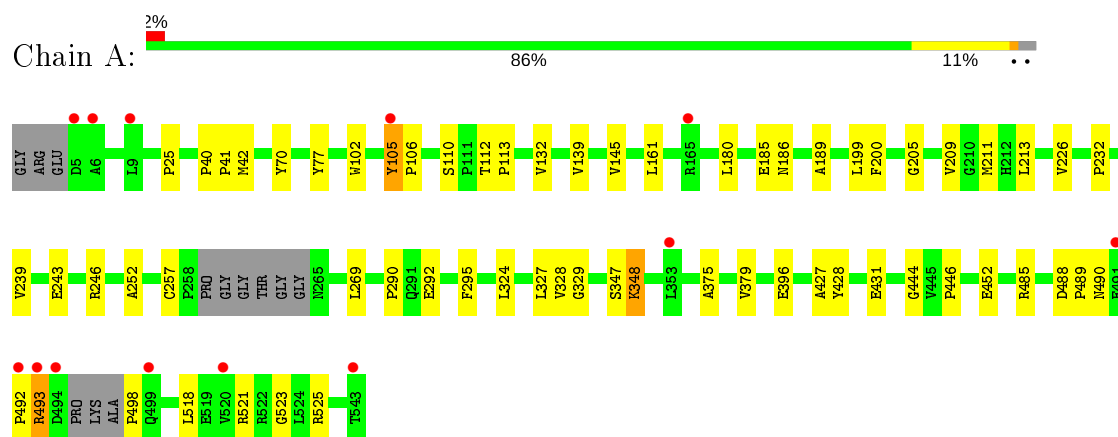 2%
Chain A:
86%
11%
GLY ARG GLU D5 A6 L9 P25 P40 P41 M42 Y70 Y77 W102 Y105 P106 S110 P111 T112 P113 V132 V139 V145 L161 R165 L180 E185 N186 A189 L199 F200 G205 V209 G210 M211 H212 L213 V226 P232
V239 E243 R246 A252 C257 P258 PRO GLY GLY THR GLY GLY N265 L269 P290 Q291 E292 F295 L324 L327 V328 G329 S347 K348 L353 A375 V379 E396 A427 Y428 E431 G444 V445 P446 E452 R485 D488 P489 N490
P492 R493 D494 PRO LYS ALA P498 Q499 L518 E519 V520 R521 R522 G523 L524 R525 T543